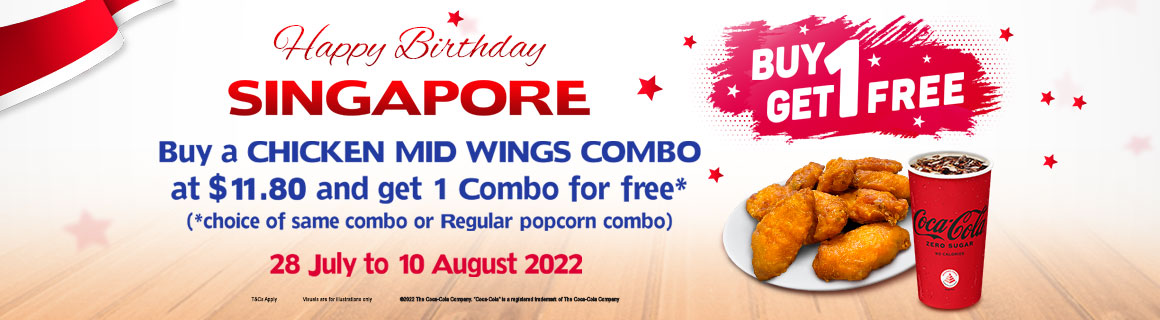 Happy Birthday
SINGAPORE
Buy a CHICKEN MID WINGS COMBO
at $11.80 and get 1 Combo for free*
(*choice of same combo or Regular popcorn combo)
28 July to 10 August 2022
T&Cs Apply
Visuals are for illustrations only
©2022 The Coca-Cola Company. "Coca-Cola" is a registered trademark of The Coca-Cola Company
BUY 1
GET FREE
Coca-Cola
ZERO SUGAR
NO CALORIES